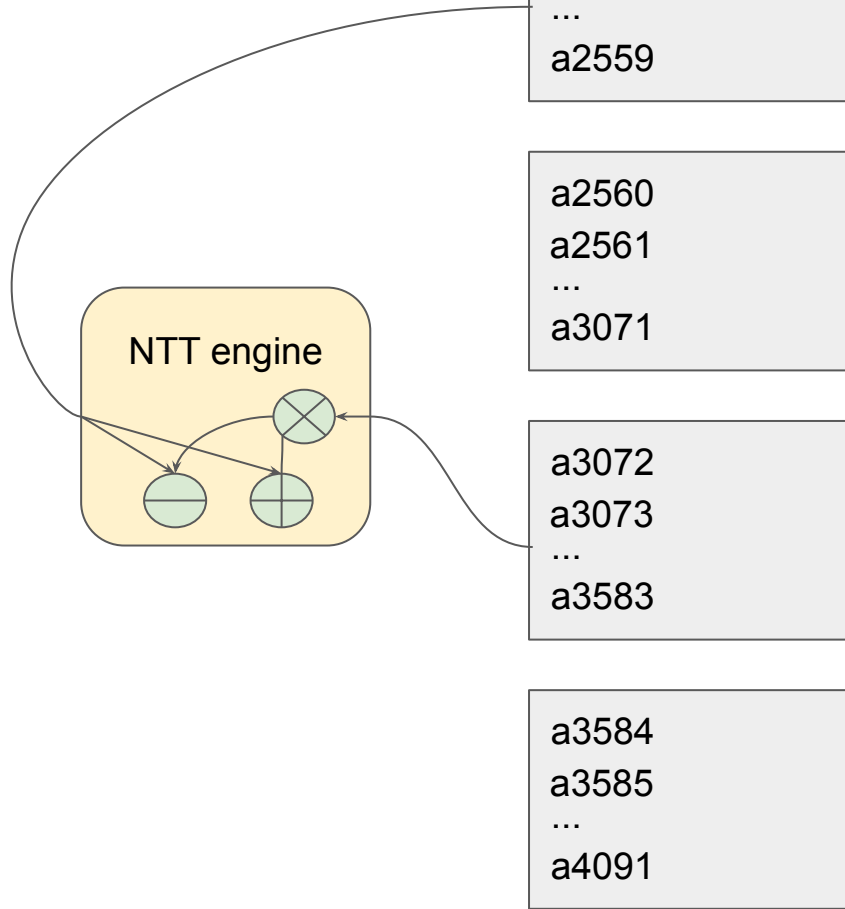 ...
a2559
a2560
a2561
...
a3071
NTT engine
a3072
a3073
...
a3583
a3584
a3585
...
a4091